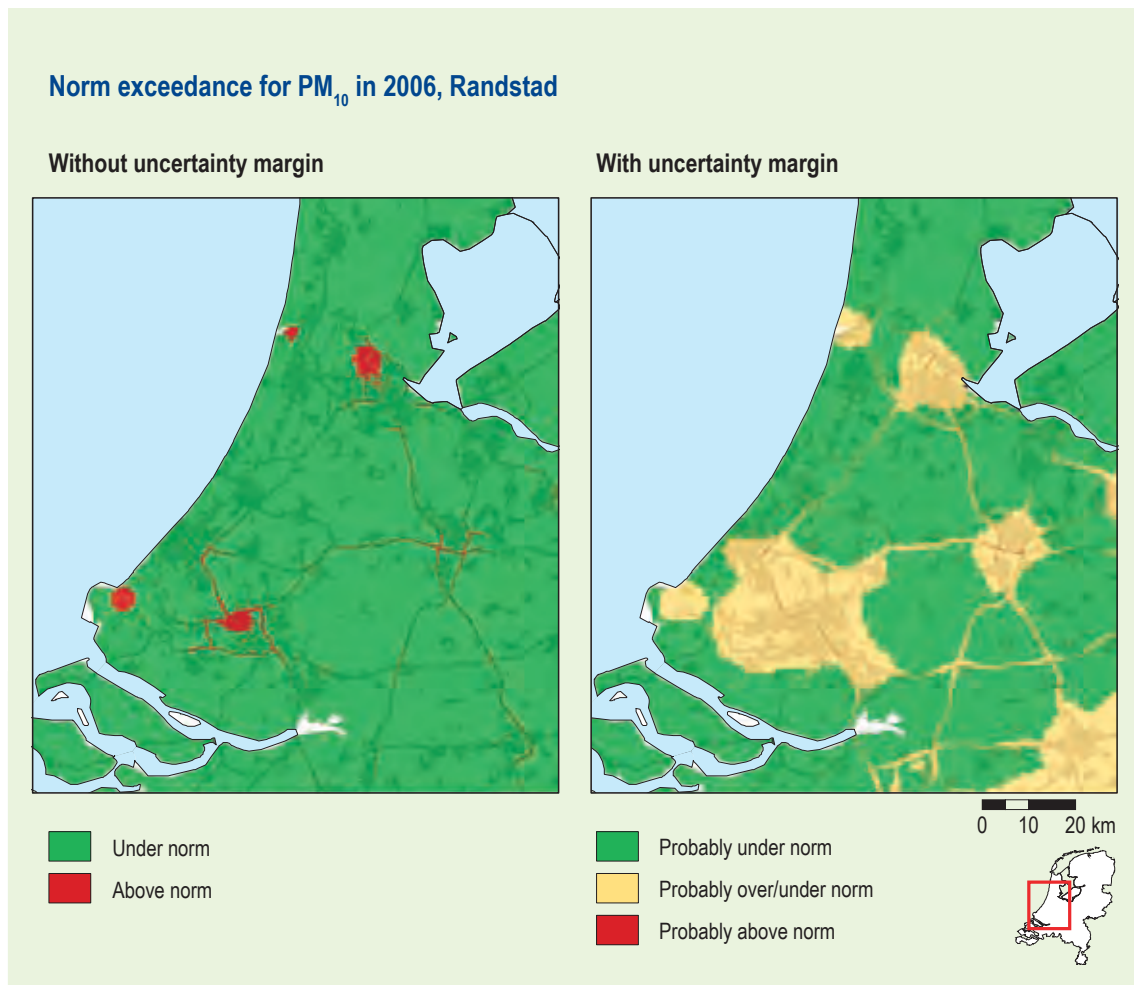 Norm exceedance for PM10 in 2006, Randstad
Without uncertainty margin
With uncertainty margin
Under norm
Above norm
Probably under norm
Probably over/under norm
Probably above norm
0 10 20 km